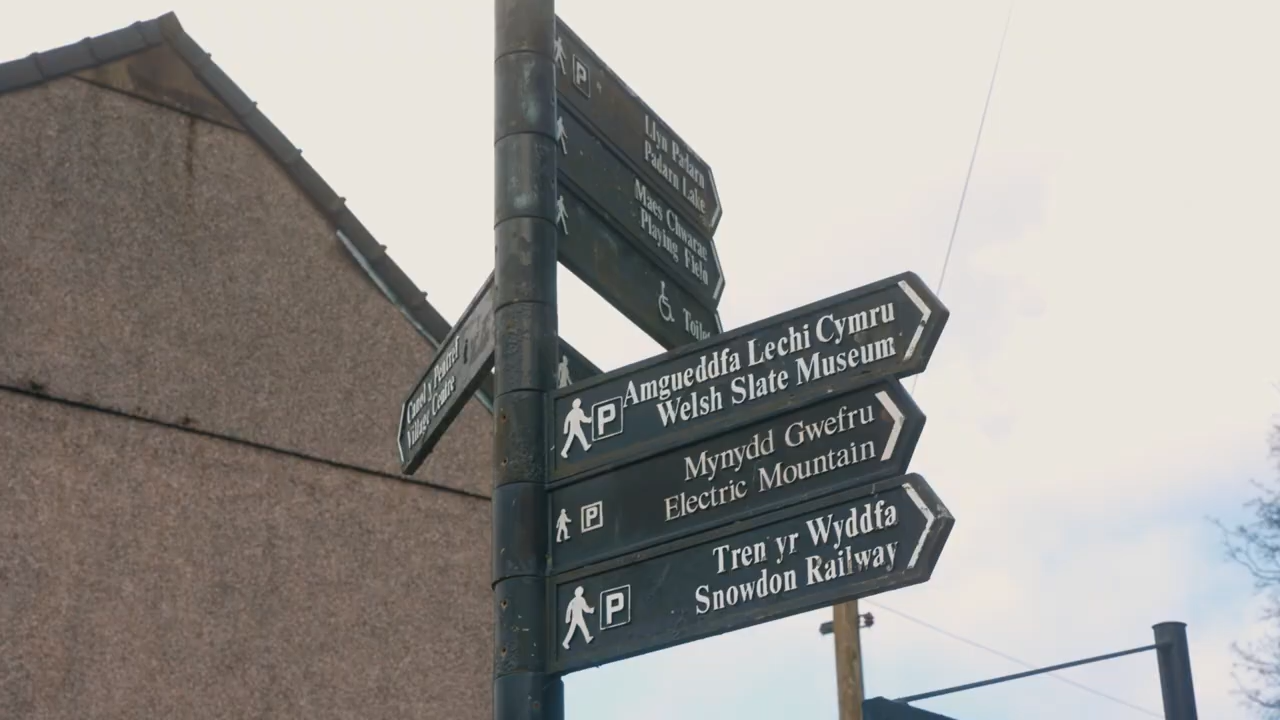 P
Llyn Padarn
Padarn Lake
Maes Chwarae
Playing Field
Canol y Pentref
Village Centre
P
Amgueddfa Lechi Cymru
Welsh Slate Museum
P
Mynydd Gwefru
Electric Mountain
P
Tren yr Wyddfa
Snowdon Railway